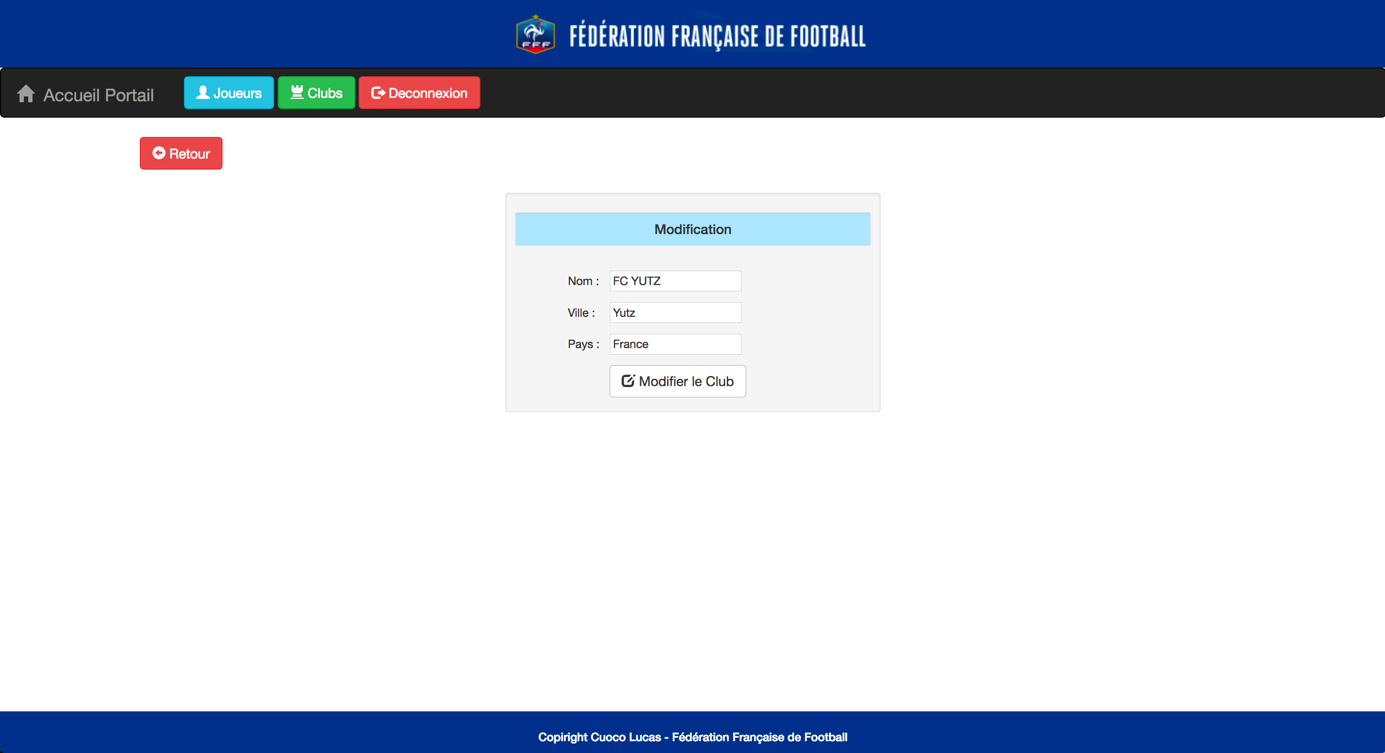 FFF FÉDÉRATION FRANÇAISE DE FOOTBALL
Accueil Portail Joueurs Clubs Deconnexion
Retour
Modification
Nom : FC YUTZ
Ville : Yutz
Pays : France
Modifier le Club
Copiright Cuoco Lucas - Fédération Française de Football